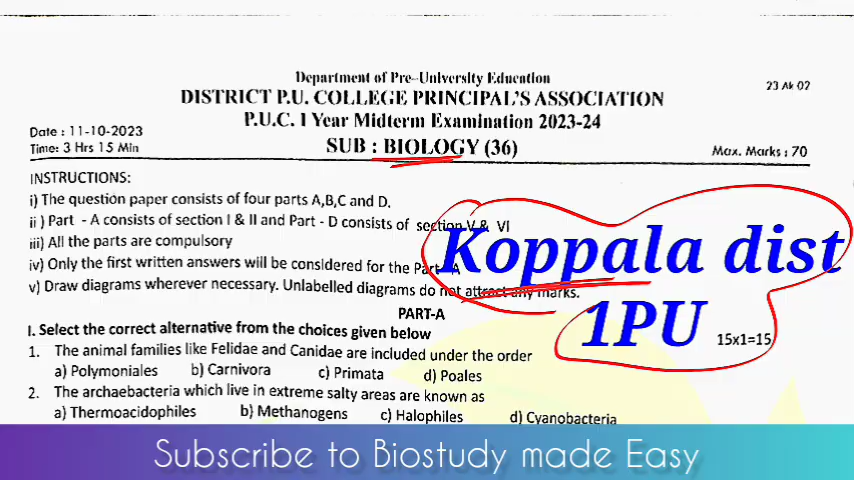 Department of Pre-University Education
23 Ak 02
DISTRICT P.U. COLLEGE PRINCIPAL'S ASSOCIATION
P.U.C. I Year Midterm Examination 2023-24
Date : 11-10-2023
Time: 3 Hrs 15 Min
SUB : BIOLOGY (36)
Max. Marks : 70
INSTRUCTIONS:
i) The question paper consists of four parts A,B,C and D.
ii ) Part - A consists of section I & II and Part - D consists of section V & VI
iii) All the parts are compulsory
iv) Only the first written answers will be considered for the Part - A
v) Draw diagrams wherever necessary. Unlabelled diagrams do not attract any marks.
Koppala dist
1PU
PART-A
I. Select the correct alternative from the choices given below 15x1=15
1. The animal families like Felidae and Canidae are included under the order
a) Polymoniales b) Carnivora c) Primata d) Poales
2. The archaebacteria which live in extreme salty areas are known as
a) Thermoacidophiles b) Methanogens c) Halophiles d) Cyanobacteria
Subscribe to Biostudy made Easy